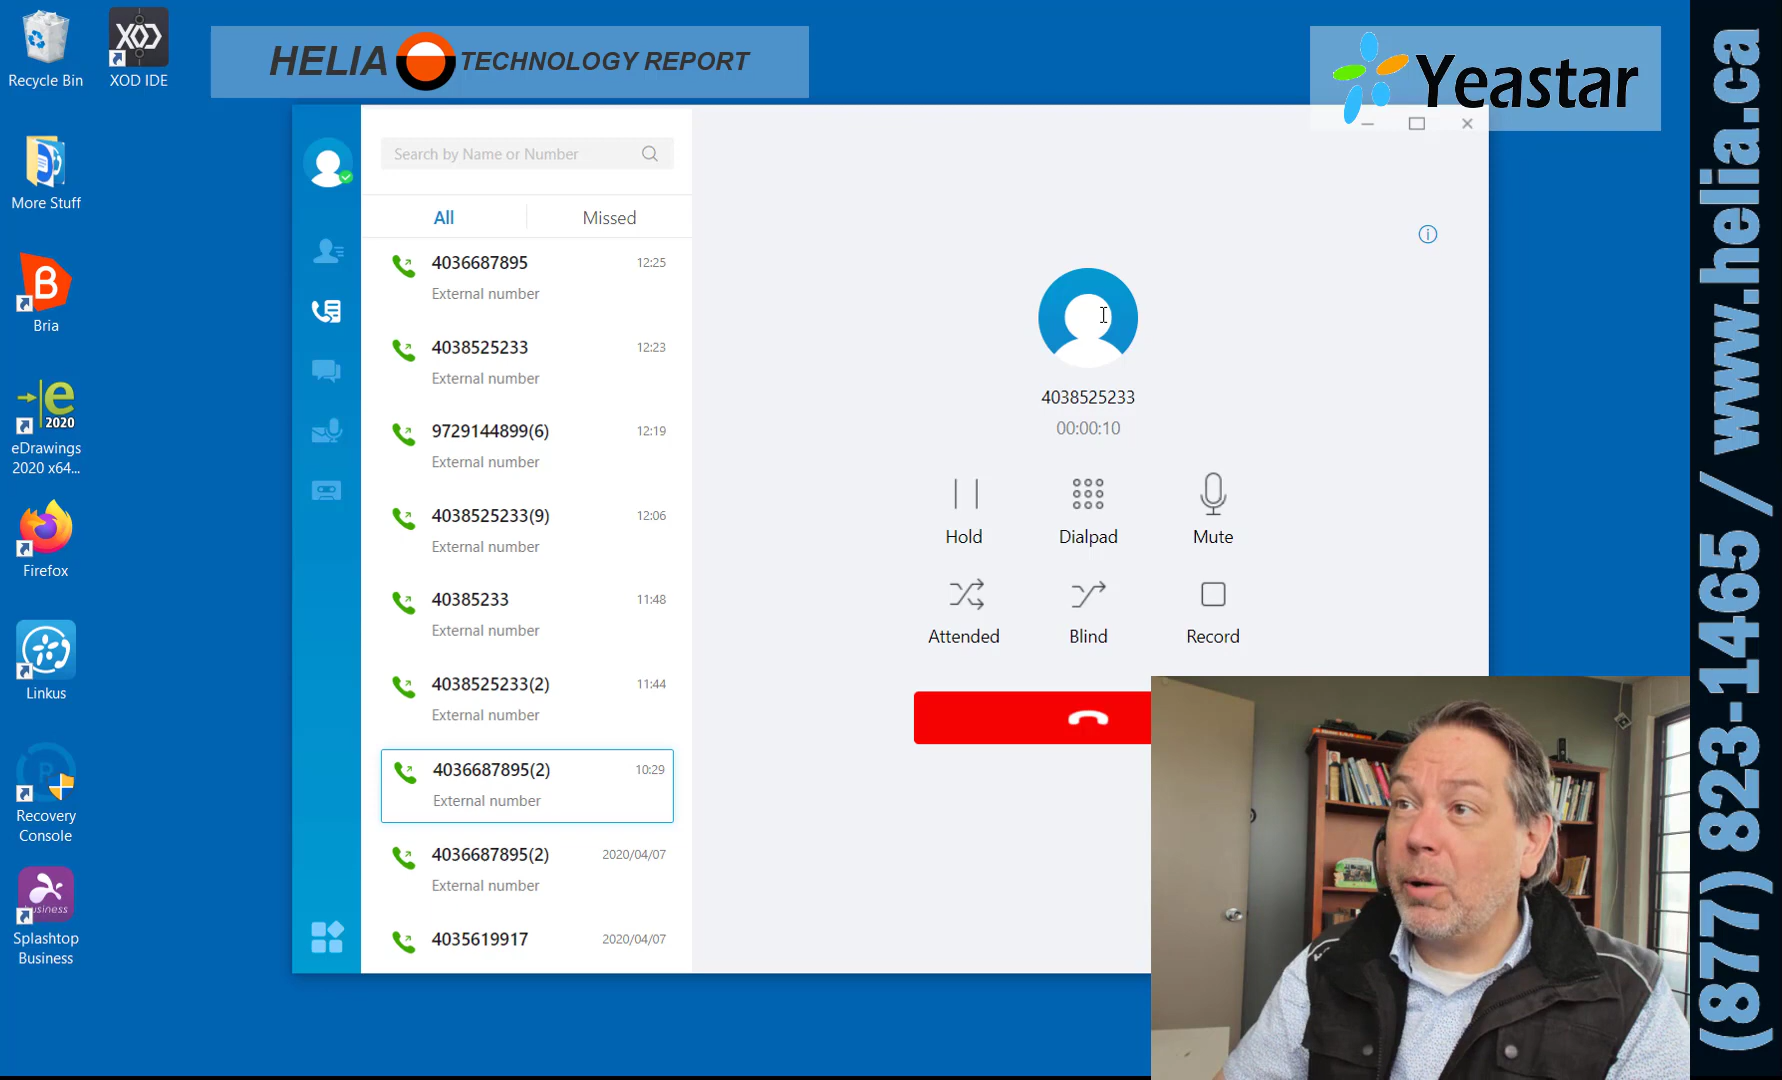 Recycle Bin
XOD
XOD IDE
HELIA TECHNOLOGY REPORT
Yeastar
More Stuff
B
Bria
e
2020
eDrawings
2020 x64...
Firefox
Linkus
R
Recovery
Console
business
Splashtop
Business
Search by Name or Number
All
Missed
4036687895
12:25
External number
4038525233
12:23
External number
9729144899(6)
12:19
External number
4038525233(9)
12:06
External number
40385233
11:48
External number
4038525233(2)
11:44
External number
4036687895(2)
10:29
External number
4036687895(2)
2020/04/07
External number
4035619917
2020/04/07
4038525233
00:00:10
Hold
Dialpad
Mute
Attended
Blind
Record
(877) 823-1465 / www.helia.ca